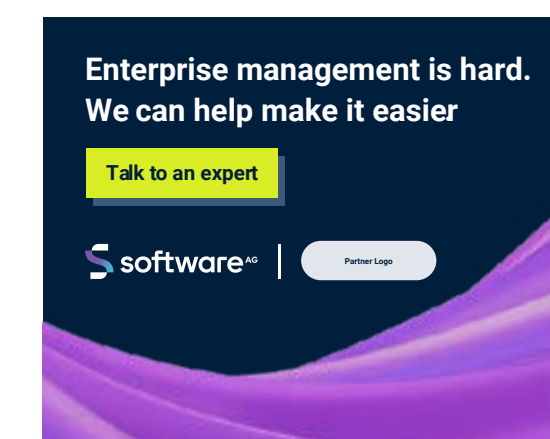 Enterprise management is hard.
We can help make it easier
Talk to an expert
software AG
Partner Logo